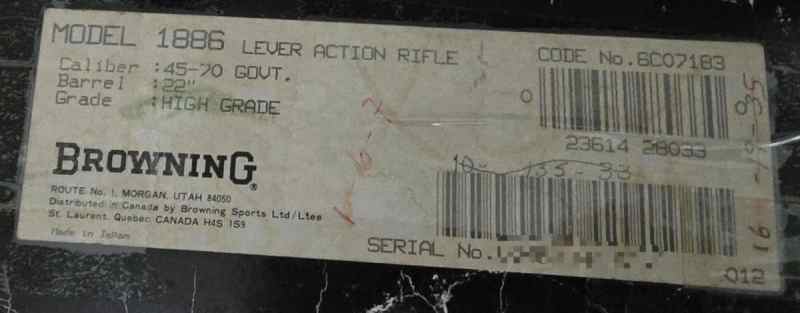 MODEL 1886 LEVER ACTION RIFLE
CODE No. 6C07183
Caliber :45-70 GOVT.
Barrel :22"
Grade :HIGH GRADE
0
23614 28033
BROWNING®
ROUTE No. 1, MORGAN, UTAH 84050
Distributed in Canada by Browning Sports Ltd/Ltee
St. Laurent, Quebec CANADA H4S 1S9
Made in Japan
SERIAL No.
012